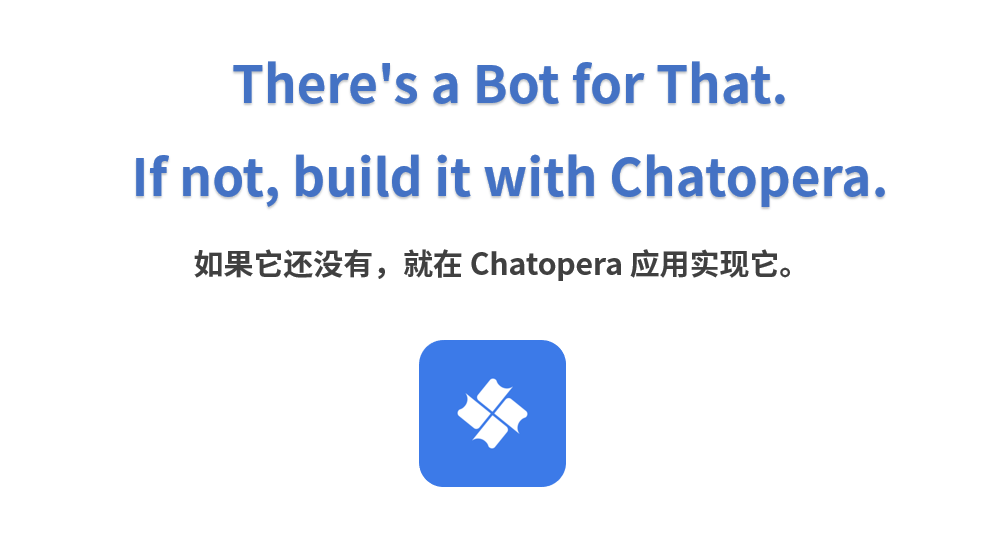 There's a Bot for That.
If not, build it with Chatopera.
如果它还没有，就在 Chatopera 应用实现它。